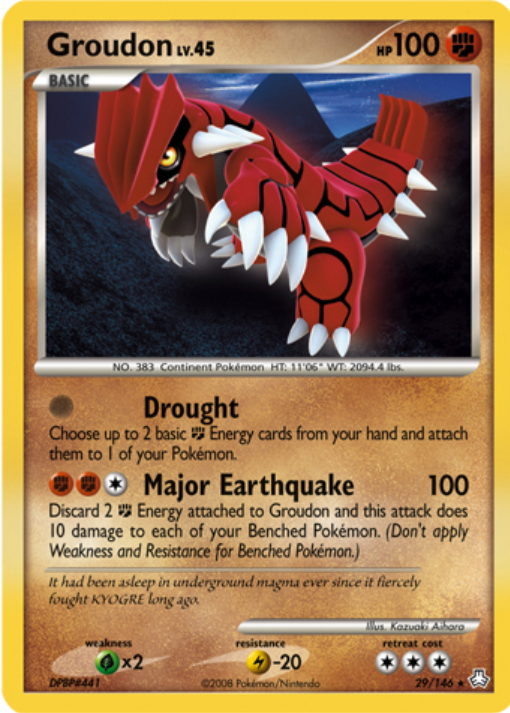 Groudon LV.45 HP100
BASIC
NO. 383 Continent Pokémon HT: 11'06" WT: 2094.4 lbs.
Drought
Choose up to 2 basic Energy cards from your hand and attach
them to 1 of your Pokémon.
Major Earthquake 100
Discard 2 Energy attached to Groudon and this attack does
10 damage to each of your Benched Pokémon. (Don't apply
Weakness and Resistance for Benched Pokémon.)
It had been asleep in underground magma ever since it fiercely
fought KYOGRE long ago.
Illus. Kazuaki Aihara
weakness resistance retreat cost
x2 -20
DPBP#441 ©2008 Pokémon/Nintendo 29/146 ★